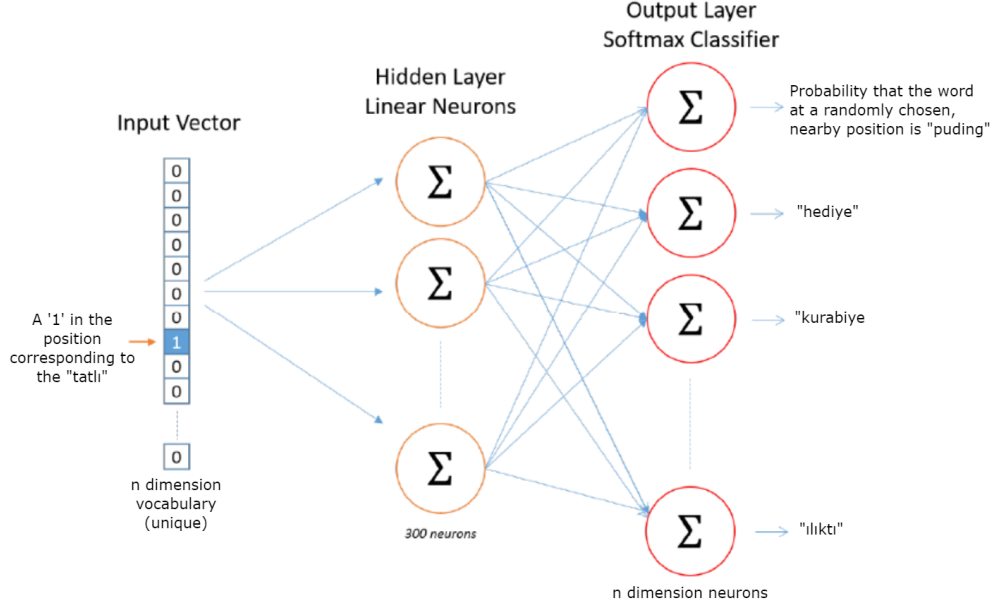 Output Layer
Softmax Classifier
Hidden Layer
Linear Neurons
Input Vector
0
0
0
0
0
0
0
1
0
0
0
A '1' in the
position
corresponding to
the "tatlı"
n dimension
vocabulary
(unique)
Σ
Σ
Σ
300 neurons
Σ
Σ
Σ
Σ
n dimension neurons
Probability that the word
at a randomly chosen,
nearby position is "puding"
"hediye"
"kurabiye
"ılıktı"